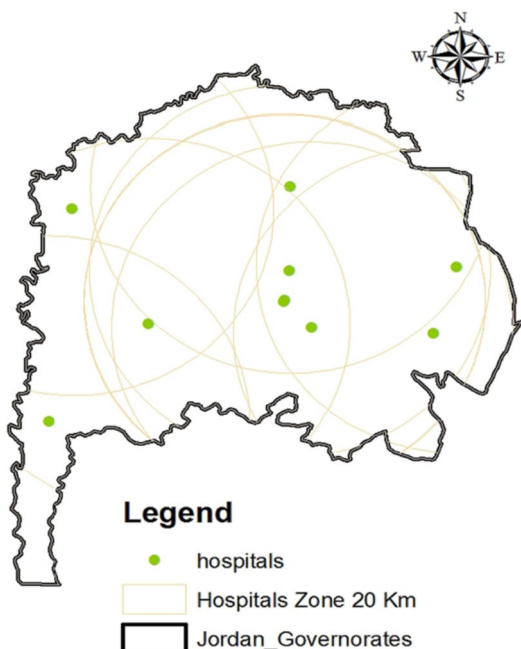 N
W E
S
Legend
hospitals
Hospitals Zone 20 Km
Jordan_Governorates